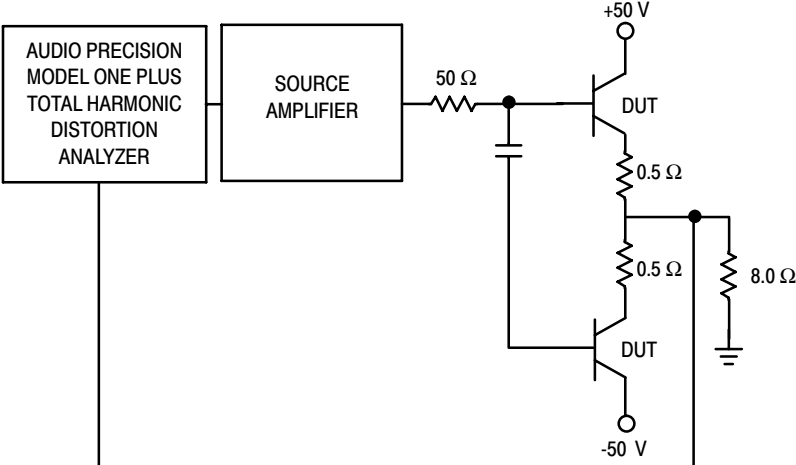 +50 V
AUDIO PRECISION
MODEL ONE PLUS
TOTAL HARMONIC
DISTORTION
ANALYZER
SOURCE
AMPLIFIER
50 Ω
DUT
0.5 Ω
0.5 Ω
8.0 Ω
DUT
-50 V